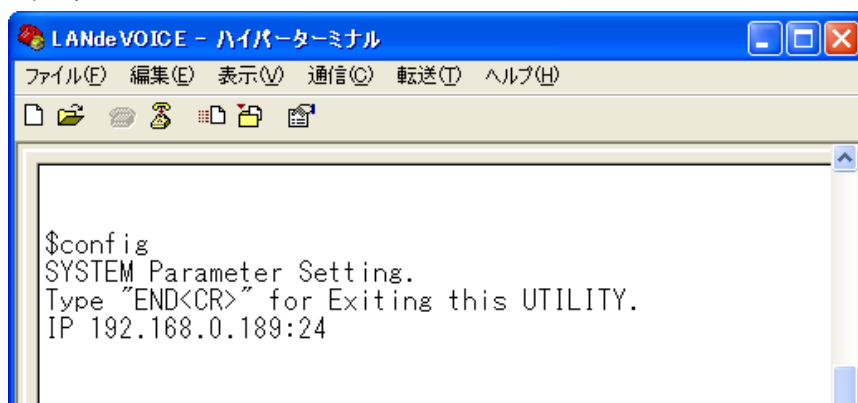 LANdeVOICE - ハイパーターミナル
ファイル(F) 編集(E) 表示(V) 通信(C) 転送(T) ヘルプ(H)
$config
SYSTEM Parameter Setting.
Type "END<CR>" for Exiting this UTILITY.
IP 192.168.0.189:24